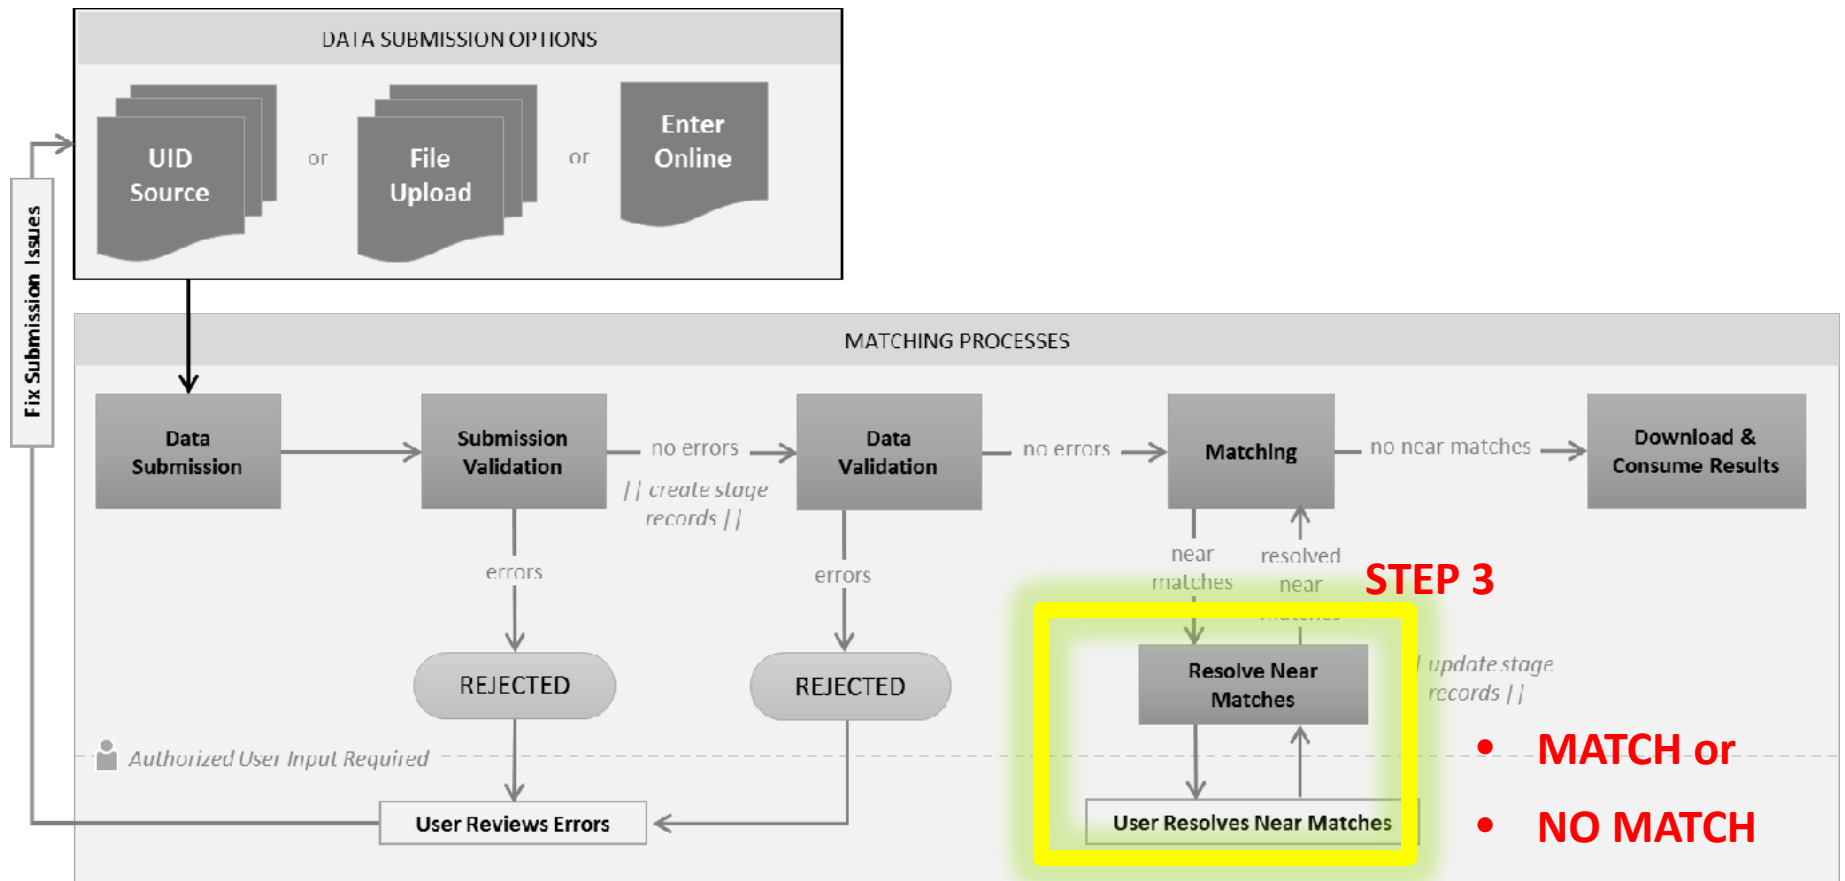 DATA SUBMISSION OPTIONS
UID
Source
or
File
Upload
or
Enter
Online
Fix Submission Issues
MATCHING PROCESSES
Data
Submission
Submission
Validation
no errors
|| create stage
records ||
Data
Validation
no errors
Matching
no near matches
Download &
Consume Results
errors
errors
near
matches
resolved
near
matches
STEP 3
REJECTED
REJECTED
Resolve Near
Matches
| update stage
records ||
Authorized User Input Required
• MATCH or
User Reviews Errors
User Resolves Near Matches
• NO MATCH